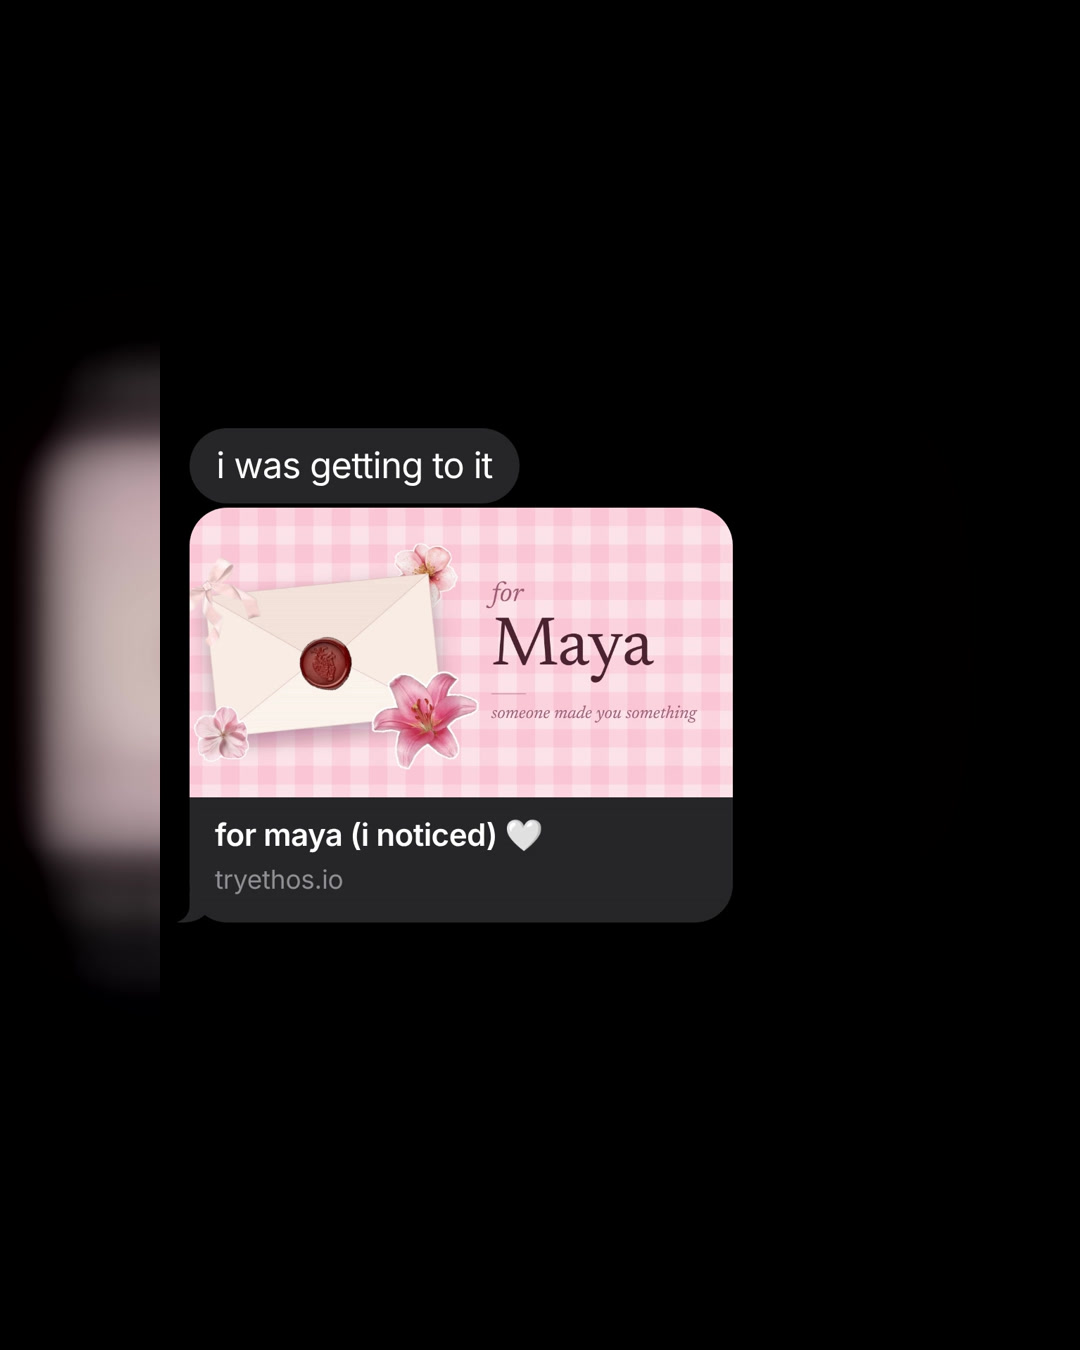 i was getting to it
for
Maya
someone made you something
for maya (i noticed) 🤍
tryethos.io